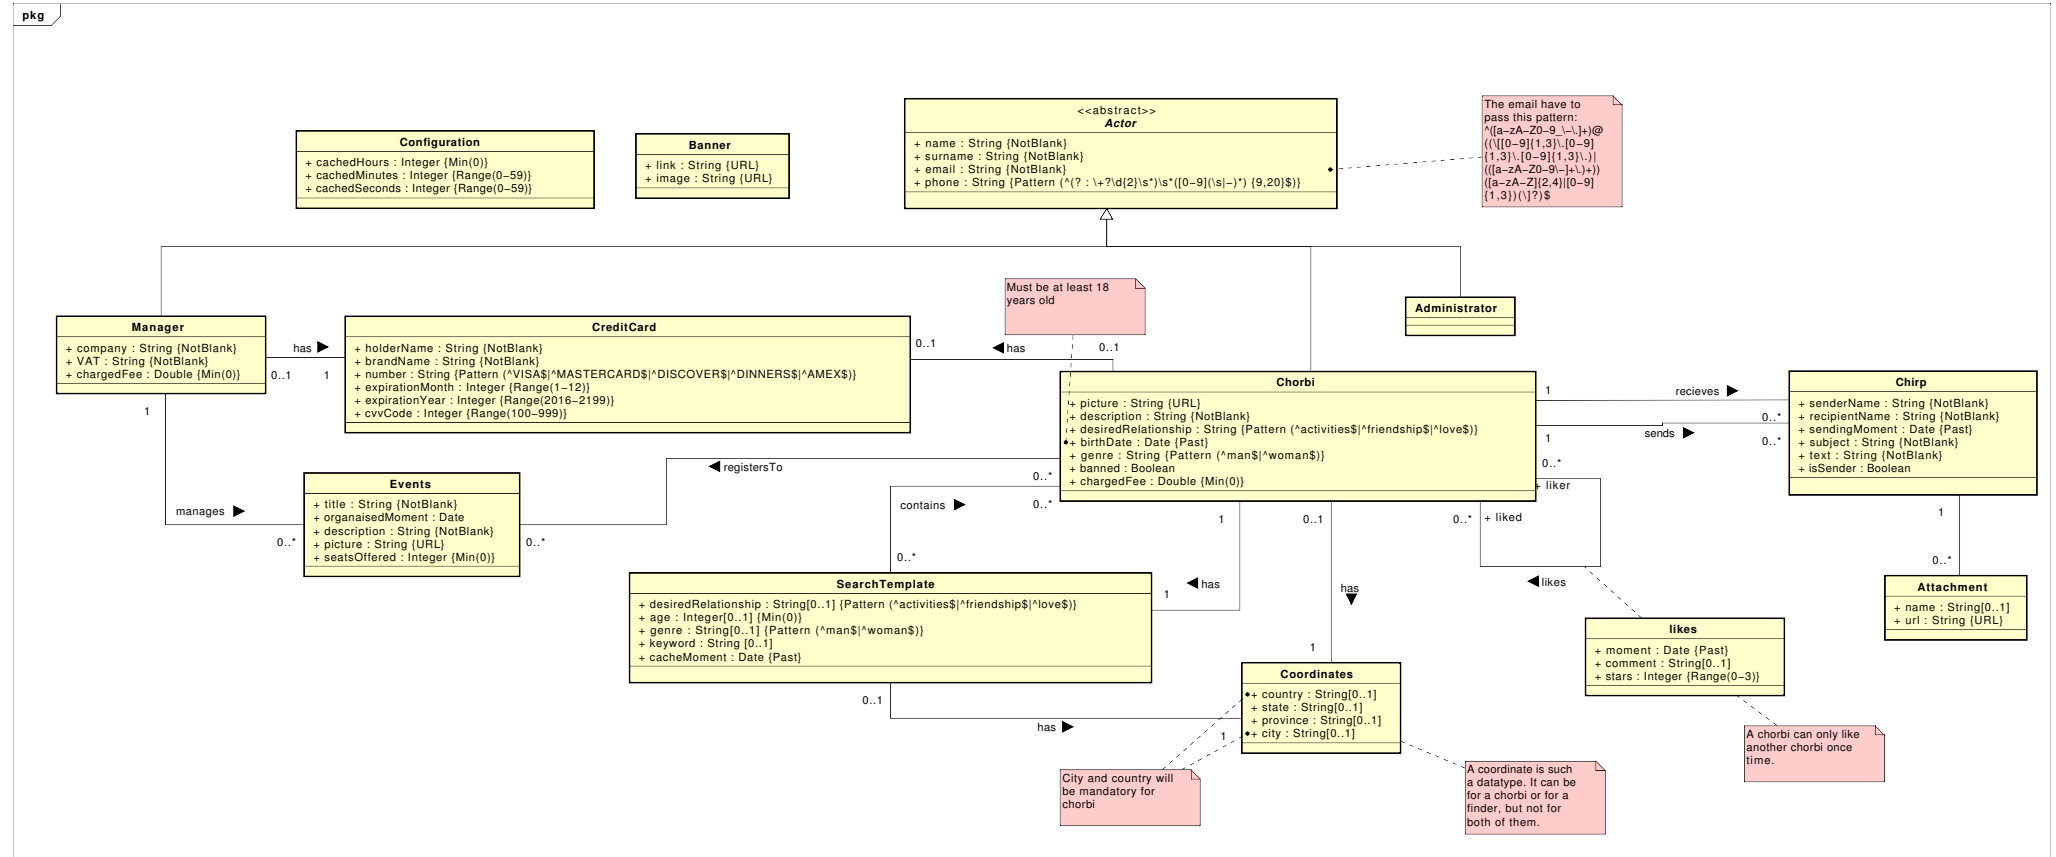 pkg
<<abstract>>
Actor
+ name : String {NotBlank}
+ surname : String {NotBlank}
+ email : String {NotBlank}
+ phone : String {Pattern (^(? : \+?\d{2}\s*)\s*([0-9](\s|-)*) {9,20}$)}
The email have to
pass this pattern:
^([a-zA-Z0-9_\-\.]+)@
((\[[0-9]{1,3}\.[0-9]
{1,3}\.[0-9]{1,3}\.)|
(([a-zA-Z0-9\-]+\.)+))
([a-zA-Z]{2,4}|[0-9]
{1,3})(\]?)$
Configuration
+ cachedHours : Integer {Min(0)}
+ cachedMinutes : Integer {Range(0-59)}
+ cachedSeconds : Integer {Range(0-59)}
Banner
+ link : String {URL}
+ image : String {URL}
Must be at least 18
years old
Administrator
Manager
+ company : String {NotBlank}
+ VAT : String {NotBlank}
+ chargedFee : Double {Min(0)}
has
0..1
1
CreditCard
+ holderName : String {NotBlank}
+ brandName : String {NotBlank}
+ number : String {Pattern (^VISA$|^MASTERCARD$|^DISCOVER$|^DINNERS$|^AMEX$)}
+ expirationMonth : Integer {Range(1-12)}
+ expirationYear : Integer {Range(2016-2199)}
+ cvvCode : Integer {Range(100-999)}
0..1
has
0..1
Chorbi
+ picture : String {URL}
+ description : String {NotBlank}
+ desiredRelationship : String {Pattern (^activities$|^friendship$|^love$)}
+ birthDate : Date {Past}
+ genre : String {Pattern (^man$|^woman$)}
+ banned : Boolean
+ chargedFee : Double {Min(0)}
1
recieves
0..*
1
sends
0..*
Chirp
+ senderName : String {NotBlank}
+ recipientName : String {NotBlank}
+ sendingMoment : Date {Past}
+ subject : String {NotBlank}
+ text : String {NotBlank}
+ isSender : Boolean
1
manages
0..*
Events
+ title : String {NotBlank}
+ organaisedMoment : Date
+ description : String {NotBlank}
+ picture : String {URL}
+ seatsOffered : Integer {Min(0)}
registersTo
0..*
0..*
contains
0..*
0..*
0..*
+ liker
0..*
+ liked
likes
1
has
1
0..1
has
1
1
0..*
SearchTemplate
+ desiredRelationship : String[0..1] {Pattern (^activities$|^friendship$|^love$)}
+ age : Integer[0..1] {Min(0)}
+ genre : String[0..1] {Pattern (^man$|^woman$)}
+ keyword : String [0..1]
+ cacheMoment : Date {Past}
Attachment
+ name : String[0..1]
+ url : String {URL}
likes
+ moment : Date {Past}
+ comment : String[0..1]
+ stars : Integer {Range(0-3)}
0..1
has
1
Coordinates
+ country : String[0..1]
+ state : String[0..1]
+ province : String[0..1]
+ city : String[0..1]
City and country will
be mandatory for
chorbi
A coordinate is such
a datatype. It can be
for a chorbi or for a
finder, but not for
both of them.
A chorbi can only like
another chorbi once
time.